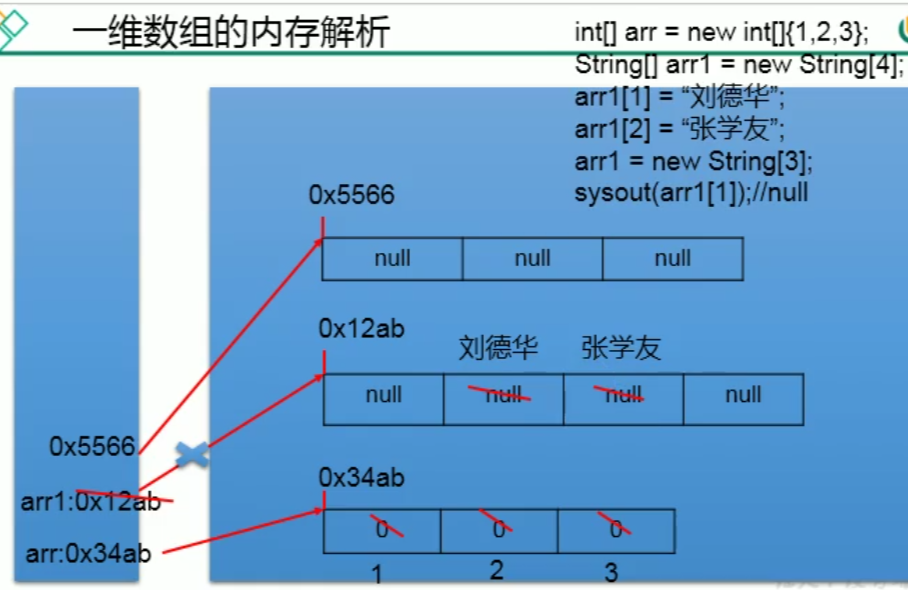 一维数组的内存解析
int[] arr = new int[]{1,2,3};
String[] arr1 = new String[4];
arr1[1] = “刘德华”;
arr1[2] = “张学友”;
arr1 = new String[3];
sysout(arr1[1]);//null
0x5566
null null null
0x12ab
刘德华 张学友
null null null null
0x5566
arr1:0x12ab
0x34ab
0 0 0
arr:0x34ab
1 2 3